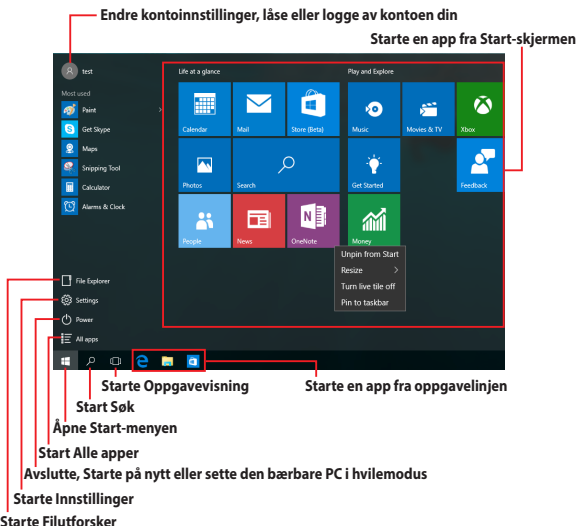 Endre kontoinnstillinger, låse eller logge av kontoen din
Starte en app fra Start-skjermen
test
Most used
Paint
Get Skype
Maps
Snipping Tool
Calculator
Alarms & Clock
File Explorer
Settings
Power
All apps
Life at a glance
Calendar
Mail
Store (Beta)
Photos
Search
People
News
OneNote
Play and Explore
Music
Movies & TV
Xbox
Get Started
Feedback
Money
Unpin from Start
Resize
Turn live tile off
Pin to taskbar
Starte Oppgavevisning
Starte en app fra oppgavelinjen
Start Søk
Åpne Start-menyen
Start Alle apper
Avslutte, Starte på nytt eller sette den bærbare PC i hvilemodus
Starte Innstillinger
Starte Filutforsker